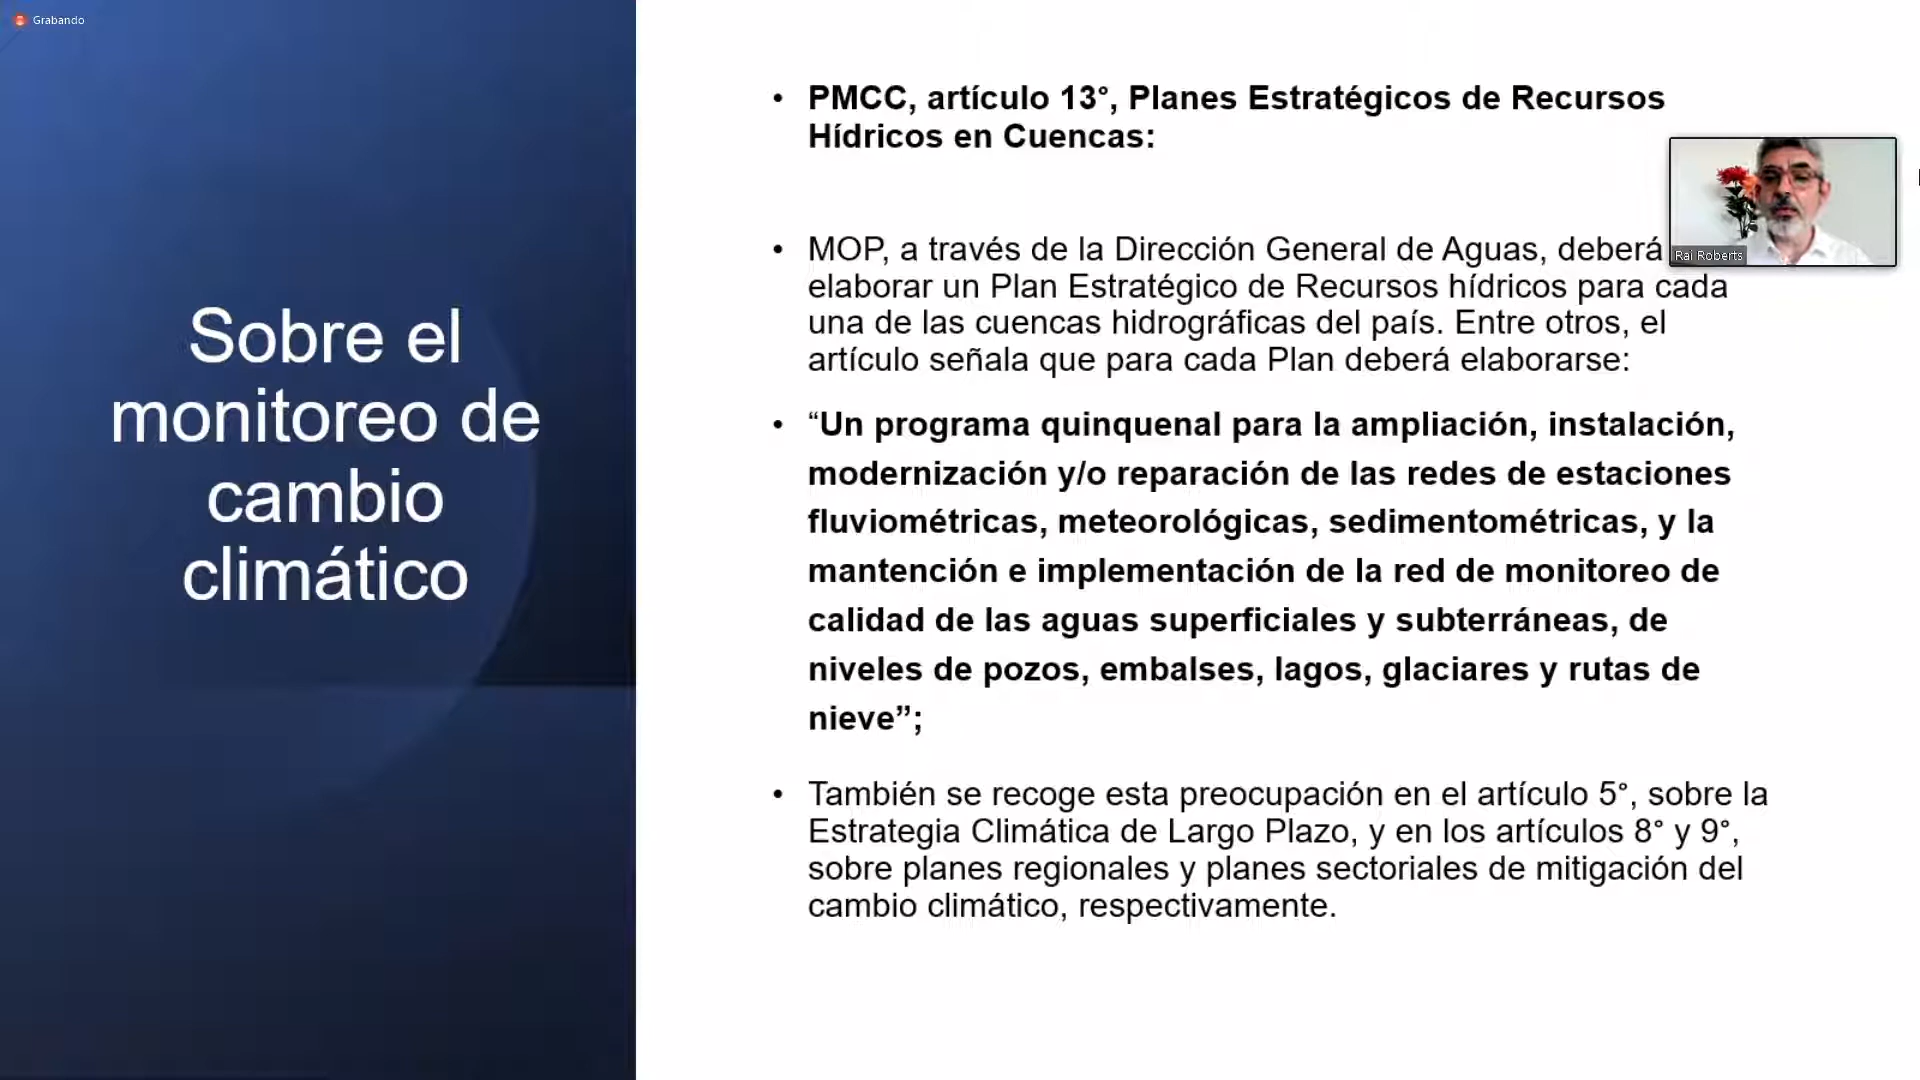 Grabando
Sobre el
monitoreo de
cambio
climático
• PMCC, artículo 13°, Planes Estratégicos de Recursos
Hídricos en Cuencas:
• MOP, a través de la Dirección General de Aguas, deberá
elaborar un Plan Estratégico de Recursos hídricos para cada
una de las cuencas hidrográficas del país. Entre otros, el
artículo señala que para cada Plan deberá elaborarse:
• “Un programa quinquenal para la ampliación, instalación,
modernización y/o reparación de las redes de estaciones
fluviométricas, meteorológicas, sedimentométricas, y la
mantención e implementación de la red de monitoreo de
calidad de las aguas superficiales y subterráneas, de
niveles de pozos, embalses, lagos, glaciares y rutas de
nieve”;
• También se recoge esta preocupación en el artículo 5°, sobre la
Estrategia Climática de Largo Plazo, y en los artículos 8° y 9°,
sobre planes regionales y planes sectoriales de mitigación del
cambio climático, respectivamente.
Rai Roberts